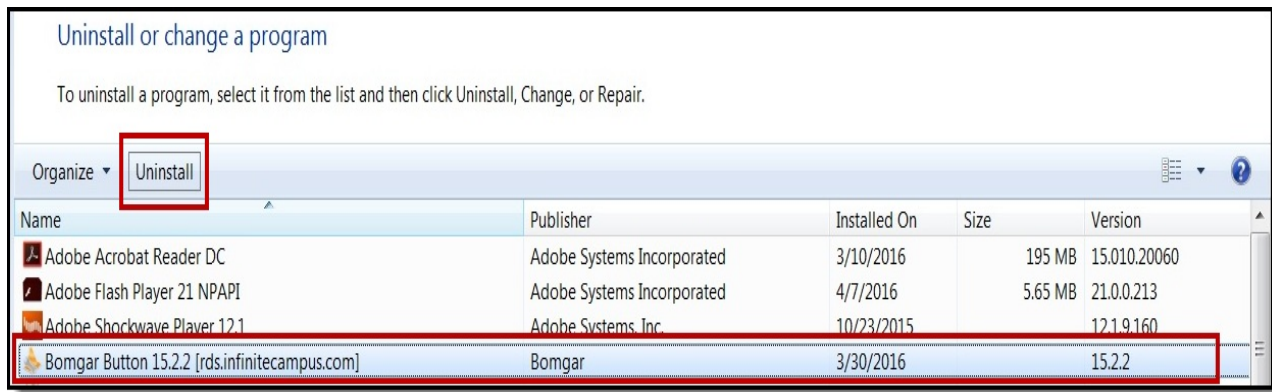 Uninstall or change a program
To uninstall a program, select it from the list and then click Uninstall, Change, or Repair.
Organize Uninstall
Name Publisher Installed On Size Version
Adobe Acrobat Reader DC Adobe Systems Incorporated 3/10/2016 195 MB 15.010.20060
Adobe Flash Player 21 NPAPI Adobe Systems Incorporated 4/7/2016 5.65 MB 21.0.0.213
Adobe Shockwave Player 12.1 Adobe Systems, Inc. 10/23/2015 12.1.9.160
Bomgar Button 15.2.2 [rds.infinitecampus.com] Bomgar 3/30/2016 15.2.2